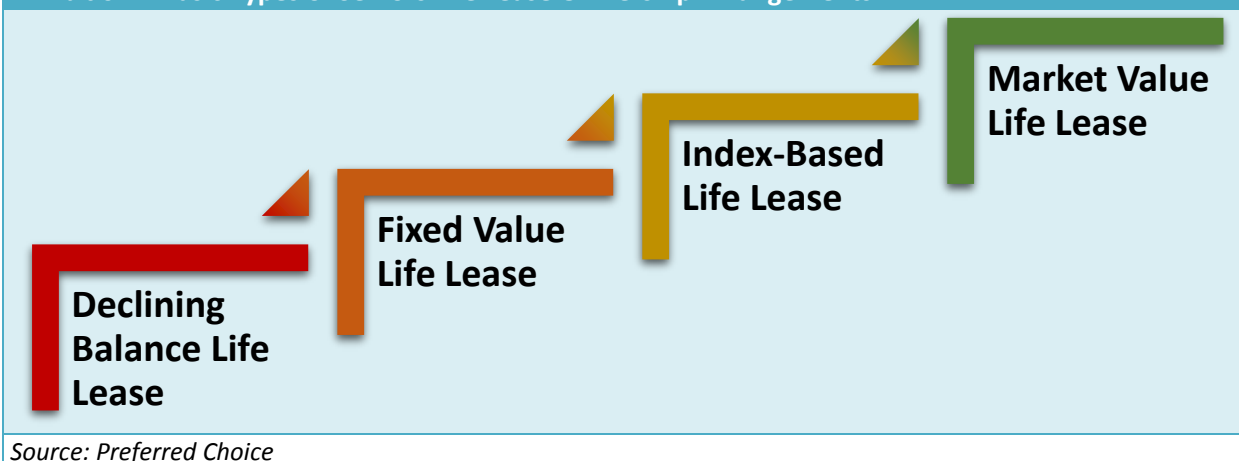 Declining
Balance Life
Lease
Fixed Value
Life Lease
Index-Based
Life Lease
Market Value
Life Lease
Source: Preferred Choice